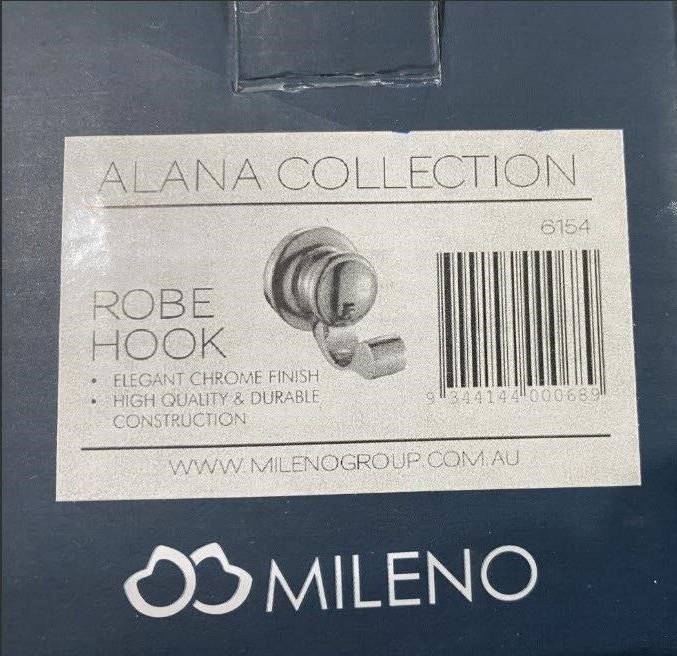 ALANA COLLECTION
6154
ROBE
HOOK
• ELEGANT CHROME FINISH
• HIGH QUALITY & DURABLE
CONSTRUCTION
9 344144 000689
WWW.MILENOGROUP.COM.AU
MILENO